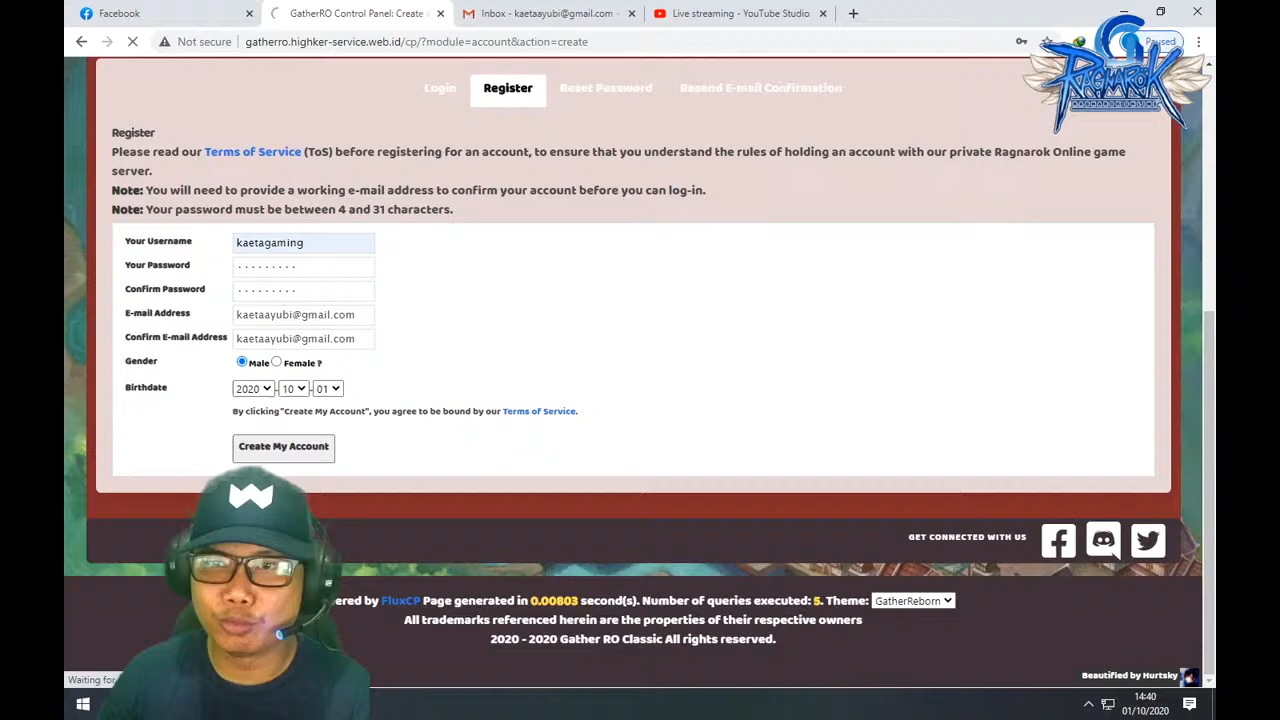 Facebook
GatherRO Control Panel: Create
Inbox - kaetaayubi@gmail.com -
Live streaming - YouTube Studio
Not secure
gatherro.highker-service.web.id/cp/?module=account&action=create
Paused
RAGNAROK
Login
Register
Reset Password
Resend E-mail Confirmation
Register
Please read our Terms of Service (ToS) before registering for an account, to ensure that you understand the rules of holding an account with our private Ragnarok Online game
server.
Note: You will need to provide a working e-mail address to confirm your account before you can log-in.
Note: Your password must be between 4 and 31 characters.
Your Username
kaetagaming
Your Password
Confirm Password
E-mail Address
kaetaayubi@gmail.com
Confirm E-mail Address
kaetaayubi@gmail.com
Gender
Male
Female ?
Birthdate
2020 - 10 - 01
By clicking "Create My Account", you agree to be bound by our Terms of Service.
Create My Account
GET CONNECTED WITH US
ered by FluxCP Page generated in 0.00803 second(s). Number of queries executed: 5. Theme: GatherReborn
All trademarks referenced herein are the properties of their respective owners
2020 - 2020 Gather RO Classic All rights reserved.
Beautified by Hurtsky
Waiting for
14:40
01/10/2020